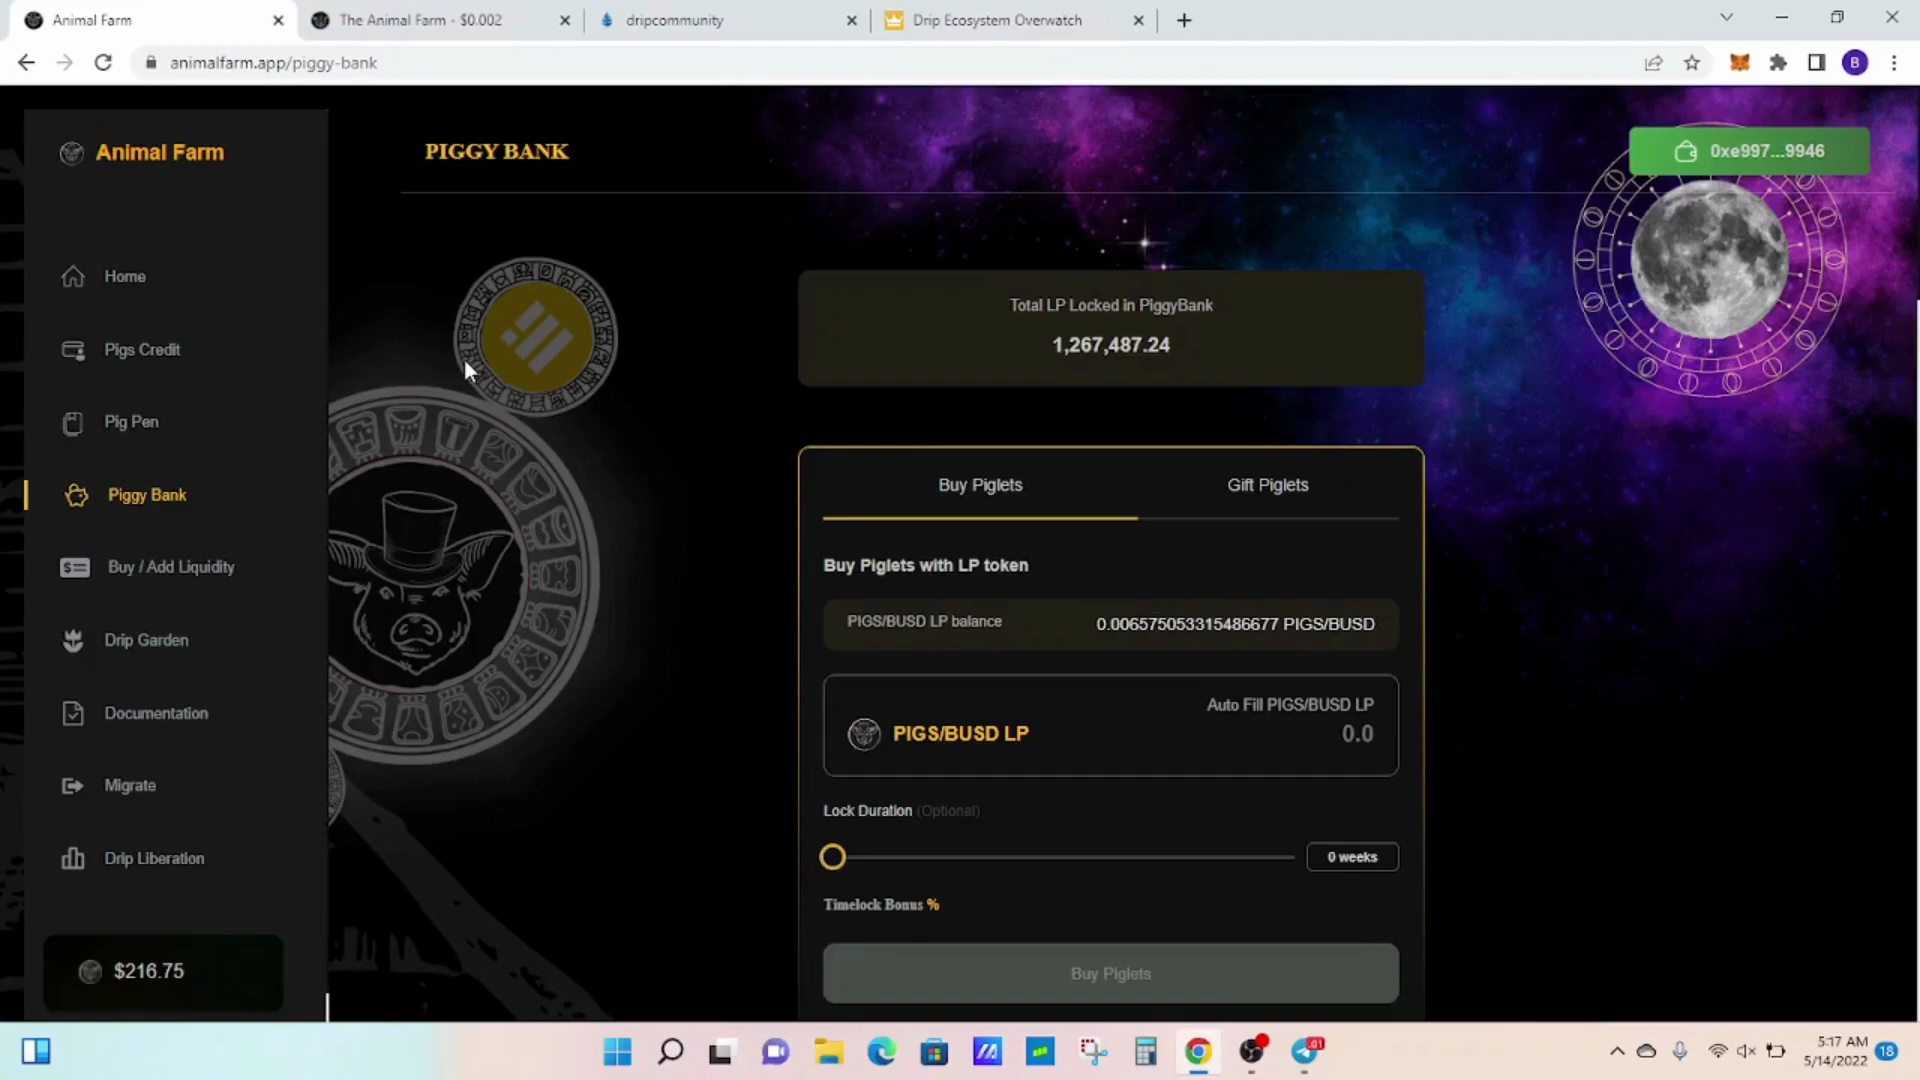 Animal Farm
The Animal Farm - $0.002
dripcommunity
Drip Ecosystem Overwatch
animalfarm.app/piggy-bank
B
Animal Farm
PIGGY BANK
0xe997...9946
Home
Pigs Credit
Pig Pen
Piggy Bank
Buy / Add Liquidity
Drip Garden
Documentation
Migrate
Drip Liberation
$216.75
Total LP Locked in PiggyBank
1,267,487.24
Buy Piglets
Gift Piglets
Buy Piglets with LP token
PIGS/BUSD LP balance
0.006575053315486677 PIGS/BUSD
Auto Fill PIGS/BUSD LP
PIGS/BUSD LP
0.0
Lock Duration (Optional)
0 weeks
Timelock Bonus %
Buy Piglets
.01
5:17 AM
5/14/2022
18